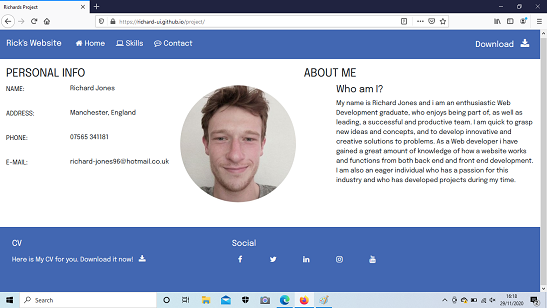 Richards Project
https://richard-ui.github.io/project/
Rick's Website
Home
Skills
Contact
Download
PERSONAL INFO
NAME:
Richard Jones
ADDRESS:
Manchester, England
PHONE:
07565 341181
E-MAIL:
richard-jones96@hotmail.co.uk
ABOUT ME
Who am I?
My name is Richard Jones and i am an enthusiastic Web
Development graduate, who enjoys being part of, as well as
leading, a successful and productive team. I am quick to grasp
new ideas and concepts, and to develop innovative and
creative solutions to problems. As a Web developer i have
gained a great amount of knowledge of how a website works
and functions from both back end and front end development.
I am also an eager individual who has a passion for this
industry and who has developed projects during my time.
CV
Here is My CV for you. Download it now!
Social
Search
18:18
29/11/2020